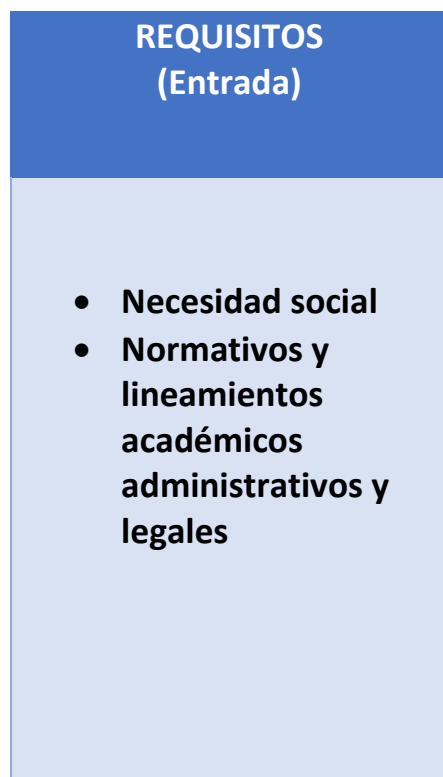 REQUISITOS
(Entrada)
• Necesidad social
• Normativos y
lineamientos
académicos
administrativos y
legales